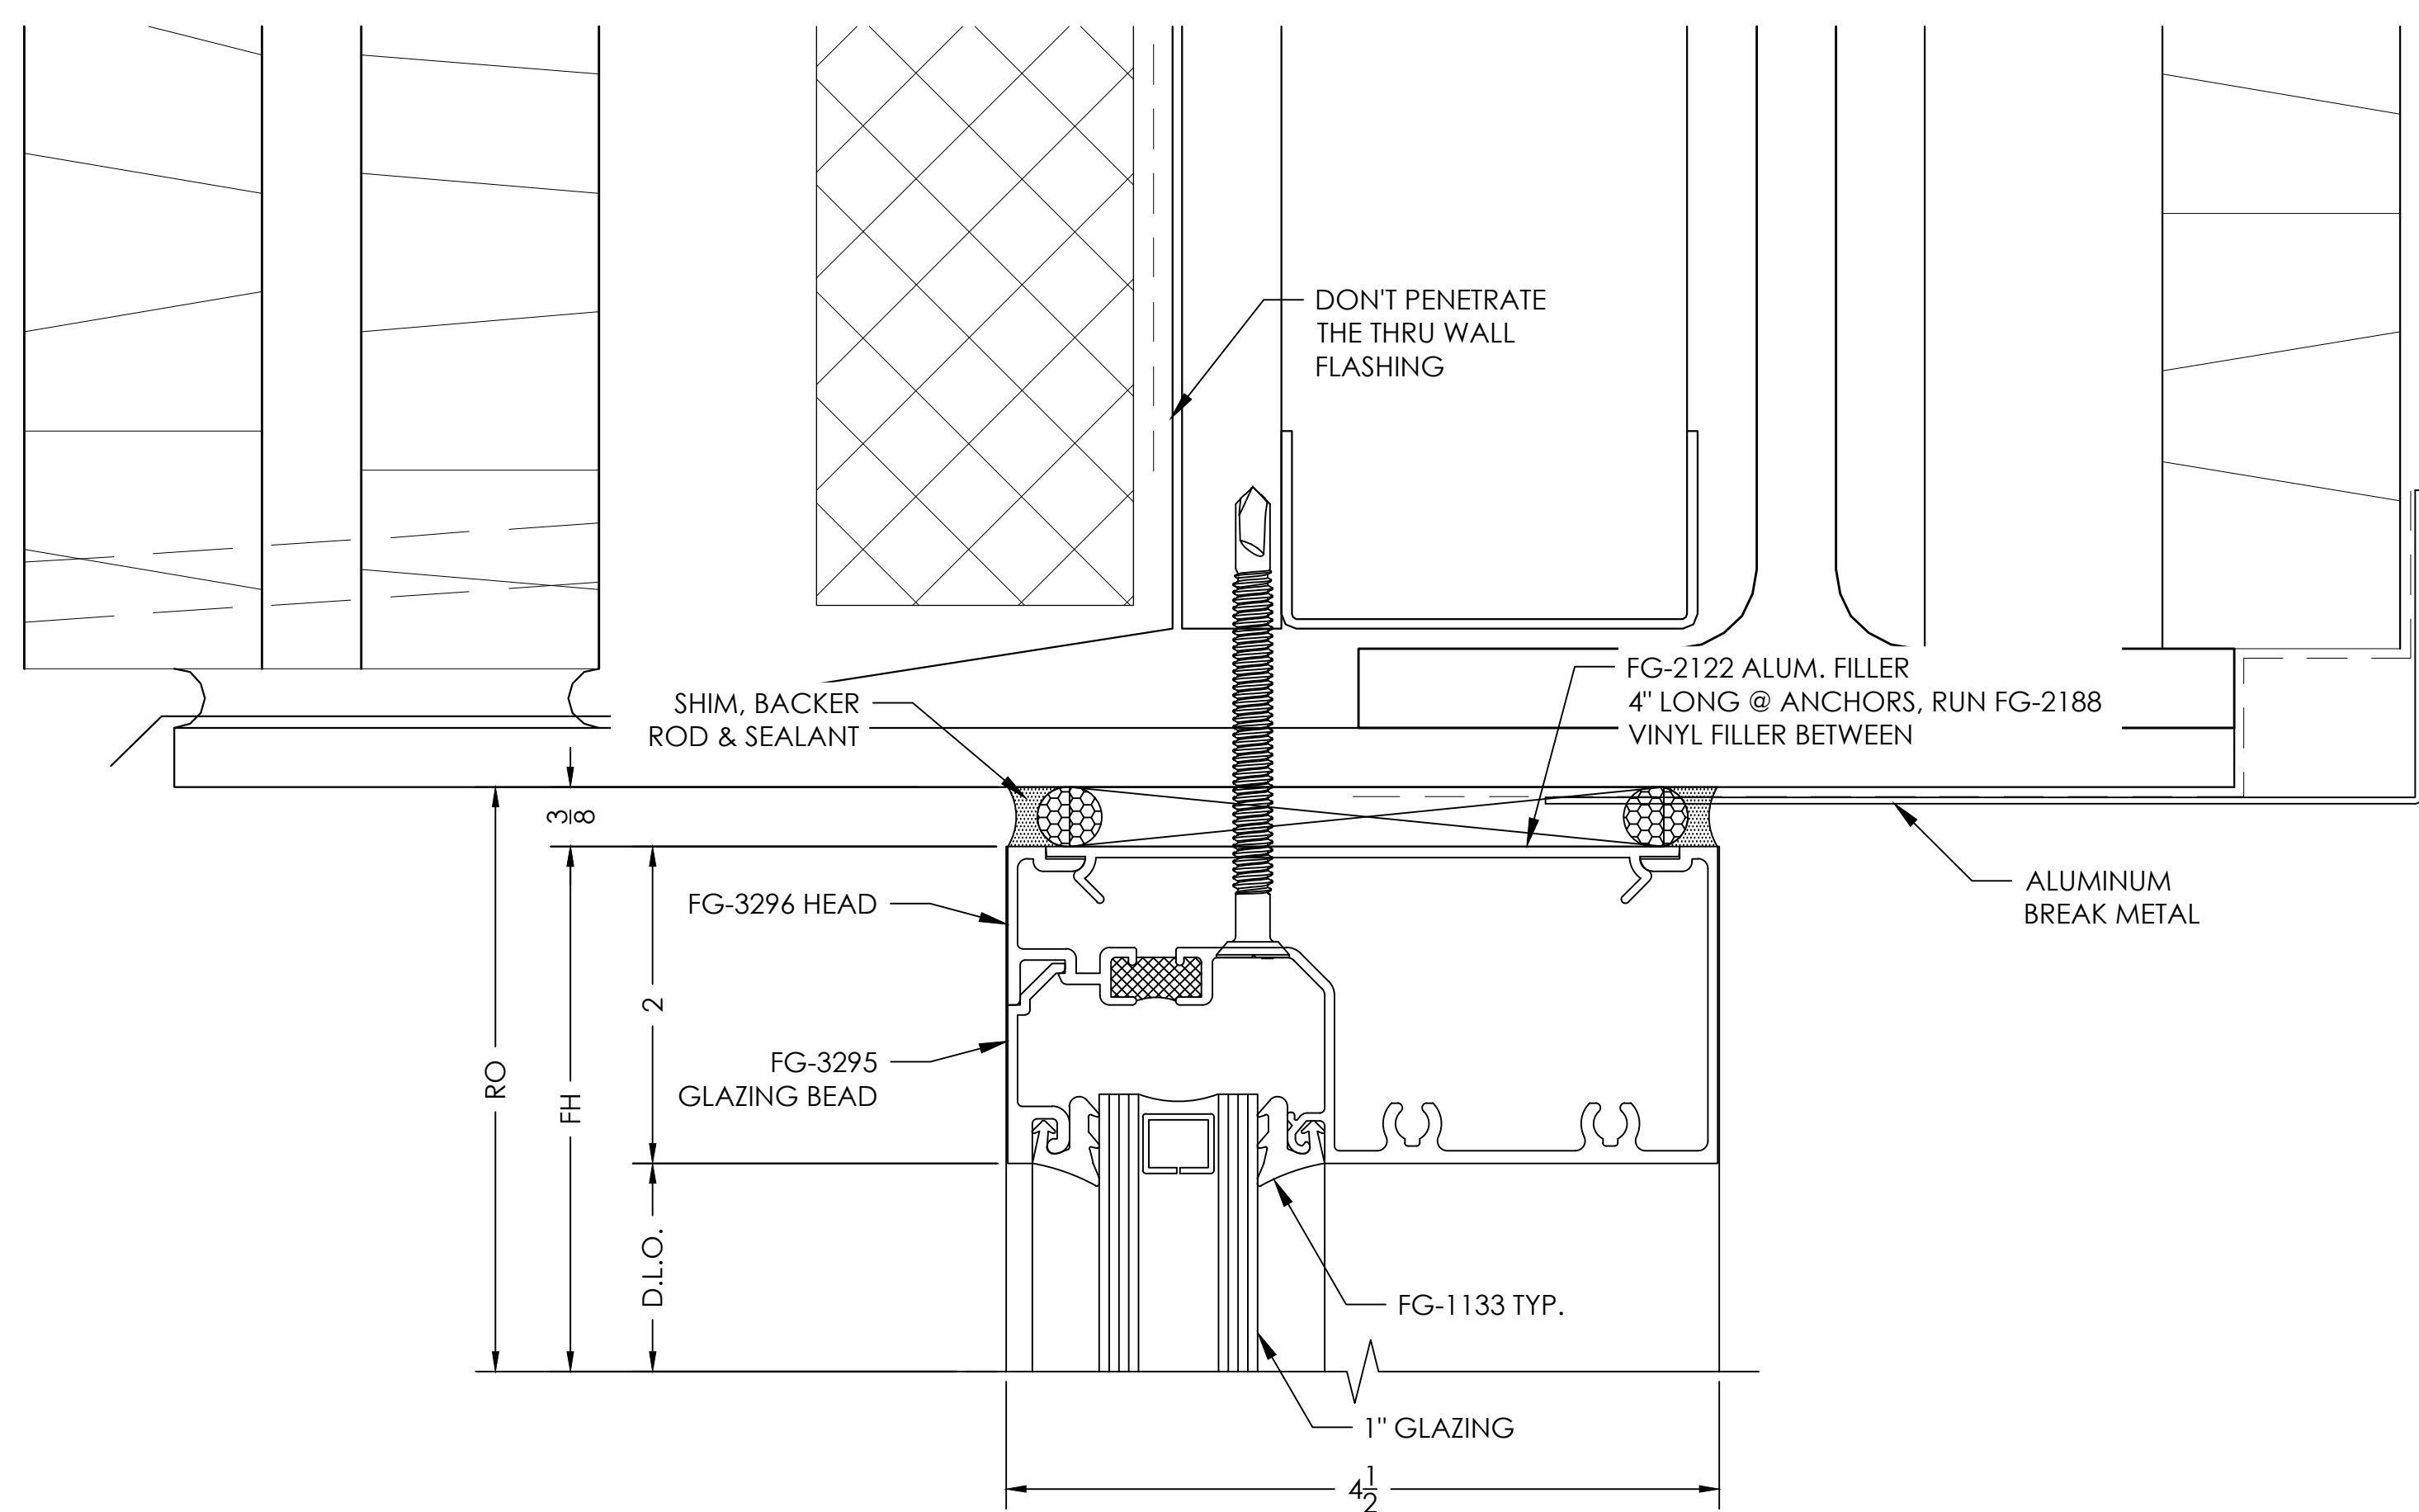 DON'T PENETRATE
THE THRU WALL
FLASHING
FG-2122 ALUM. FILLER
4" LONG @ ANCHORS, RUN FG-2188
VINYL FILLER BETWEEN
SHIM, BACKER
ROD & SEALANT
3/8
ALUMINUM
BREAK METAL
FG-3296 HEAD
2
FG-3295
GLAZING BEAD
RO
FH
D.L.O.
FG-1133 TYP.
1" GLAZING
4 1/2